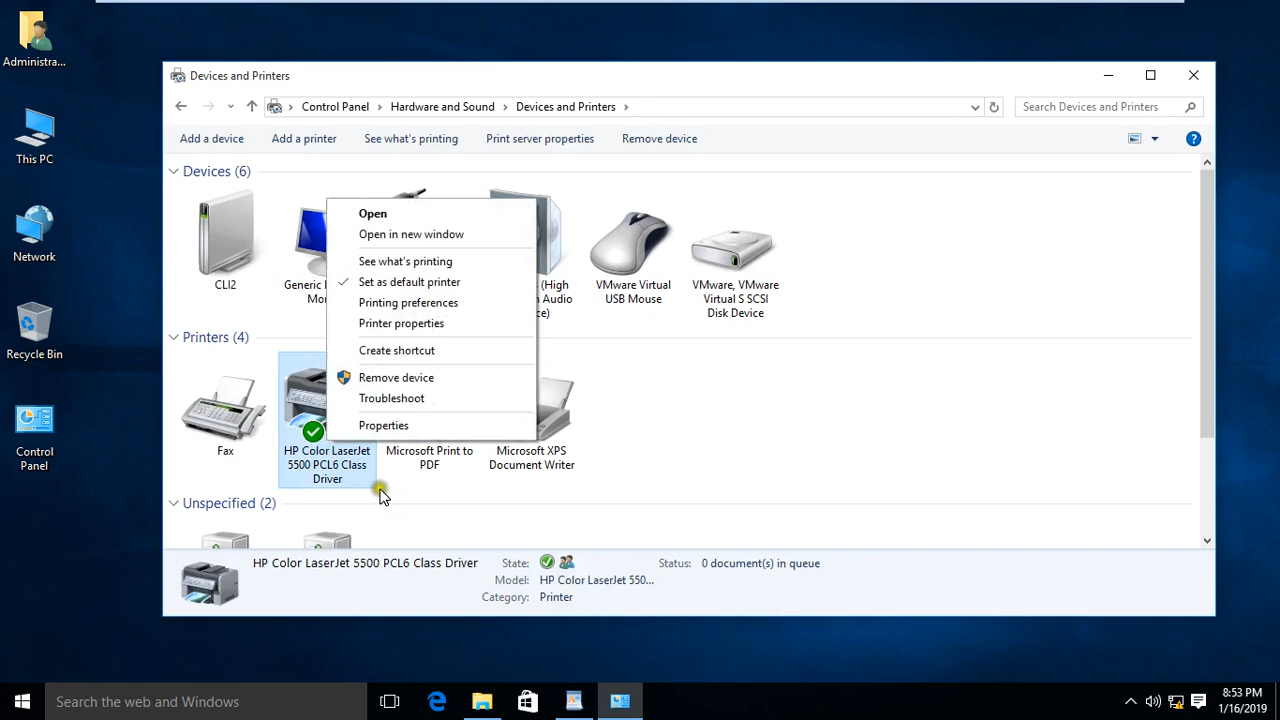 Administra...
This PC
Network
Recycle Bin
Control
Panel
Devices and Printers
Control Panel > Hardware and Sound > Devices and Printers >
Search Devices and Printers
Add a device Add a printer See what's printing Print server properties Remove device
Devices (6)
CLI2
Generic
Mo
(High
n Audio
ce)
VMware Virtual
USB Mouse
VMware, VMware
Virtual S SCSI
Disk Device
Open
Open in new window
See what's printing
Set as default printer
Printing preferences
Printer properties
Create shortcut
Remove device
Troubleshoot
Properties
Printers (4)
Fax
HP Color LaserJet
5500 PCL6 Class
Driver
Microsoft Print to
PDF
Microsoft XPS
Document Writer
Unspecified (2)
HP Color LaserJet 5500 PCL6 Class Driver
State:
Status: 0 document(s) in queue
Model: HP Color LaserJet 550...
Category: Printer
Search the web and Windows
8:53 PM
1/16/2019